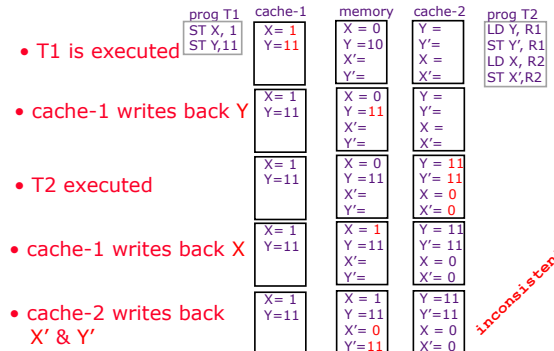 prog T1 cache-1 memory cache-2 prog T2
ST X, 1
ST Y,11
X= 1
Y=11
X = 0
Y =10
X'=
Y'=
Y =
Y'=
X =
X'=
LD Y, R1
ST Y', R1
LD X, R2
ST X',R2
• T1 is executed
• cache-1 writes back Y
X= 1
Y=11
X = 0
Y =11
X'=
Y'=
Y =
Y'=
X =
X'=
• T2 executed
X= 1
Y=11
X = 0
Y =11
X'=
Y'=
Y = 11
Y'= 11
X = 0
X'= 0
• cache-1 writes back X
X= 1
Y=11
X = 1
Y =11
X'=
Y'=
Y = 11
Y'= 11
X = 0
X'= 0
• cache-2 writes back
X' & Y'
X= 1
Y=11
X = 1
Y =11
X'= 0
Y'=11
Y =11
Y'=11
X = 0
X'= 0